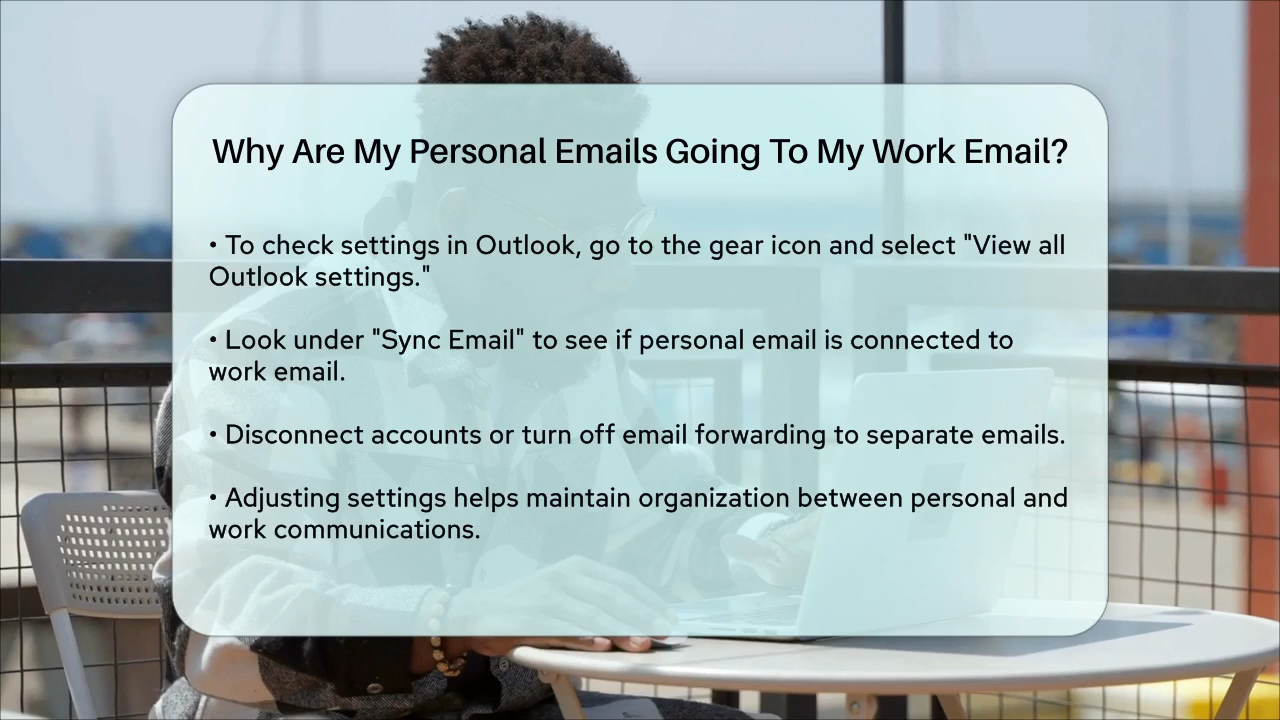 Why Are My Personal Emails Going To My Work Email?
• To check settings in Outlook, go to the gear icon and select "View all
Outlook settings."
• Look under "Sync Email" to see if personal email is connected to
work email.
• Disconnect accounts or turn off email forwarding to separate emails.
• Adjusting settings helps maintain organization between personal and
work communications.